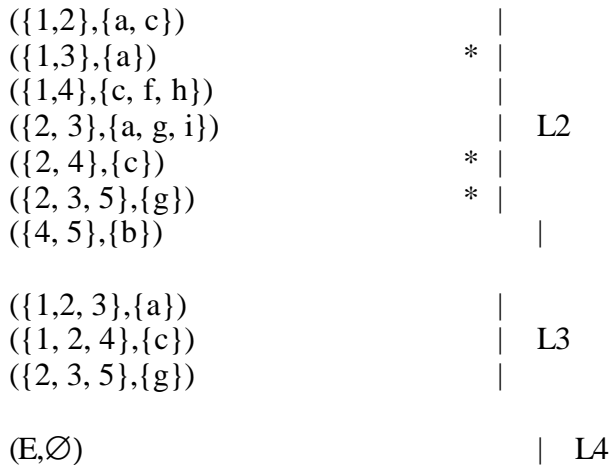 ({1,2},{a, c}) |
({1,3},{a}) * |
({1,4},{c, f, h}) |
({2, 3},{a, g, i}) | L2
({2, 4},{c}) * |
({2, 3, 5},{g}) * |
({4, 5},{b}) |
({1,2, 3},{a}) |
({1, 2, 4},{c}) | L3
({2, 3, 5},{g}) |
(E,∅) | L4